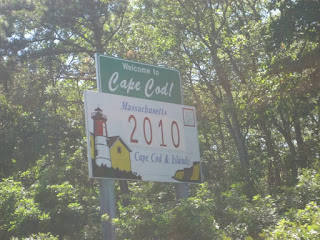 Welcome to
Cape Cod!
Massachusetts
2010
Cape Cod & Islands